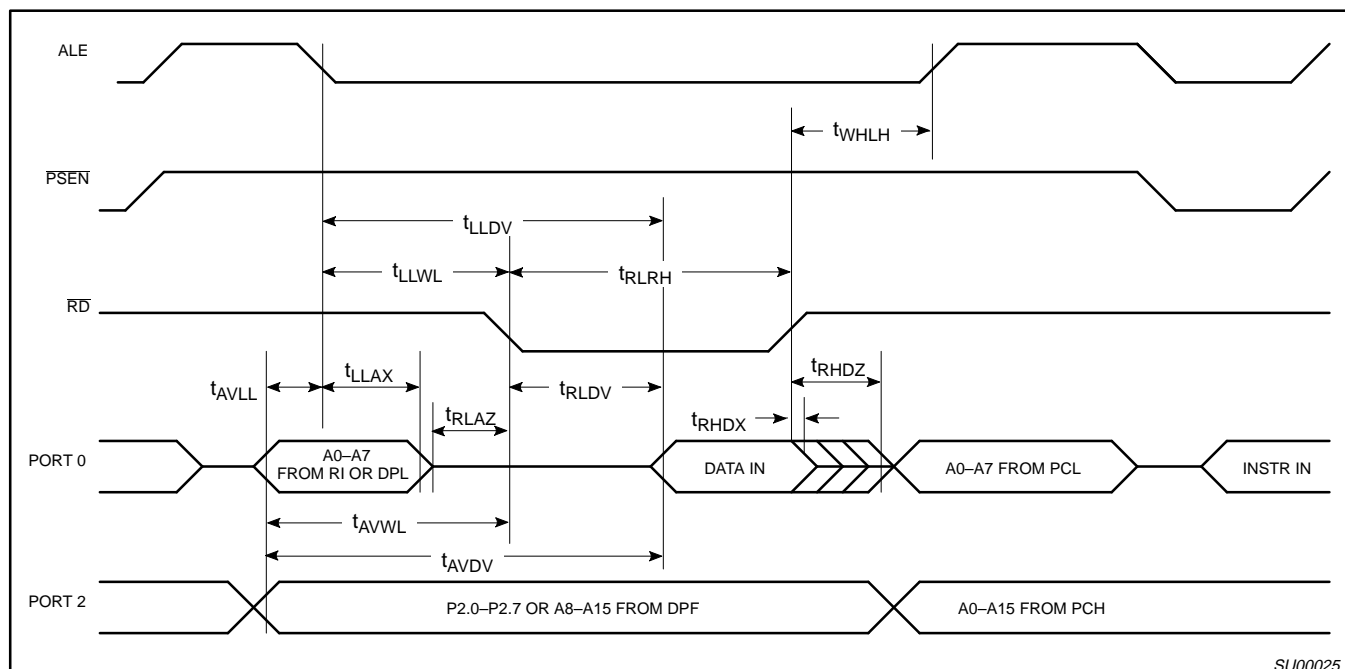 ALE
tWHLH
PSEN
tLLDV
tLLWL
tRLRH
RD
tAVLL
tLLAX
tRLAZ
tRLDV
tRHDZ
tRHDX
PORT 0
A0–A7
FROM RI OR DPL
DATA IN
A0–A7 FROM PCL
INSTR IN
tAVWL
tAVDV
PORT 2
P2.0–P2.7 OR A8–A15 FROM DPF
A0–A15 FROM PCH
SU00025